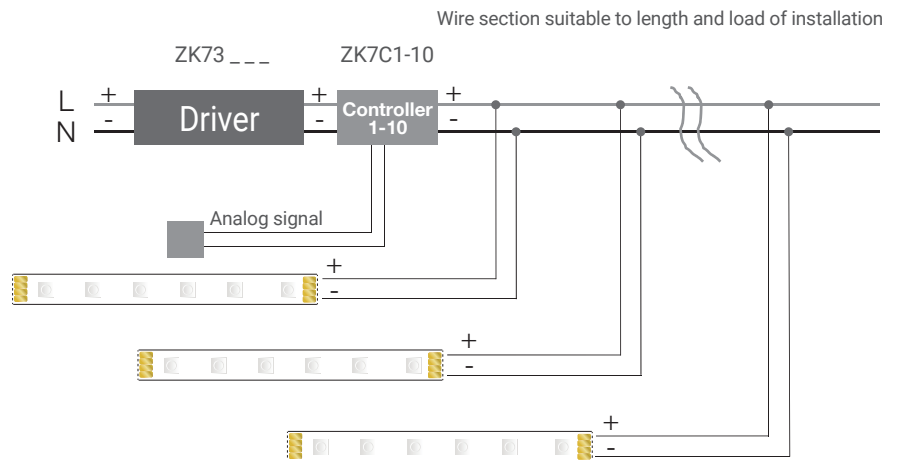 Wire section suitable to length and load of installation
ZK73 _ _ _
ZK7C1-10
L + + +
Driver
Controller
1-10
N - - -
Analog signal
+
-
+
-
+
-